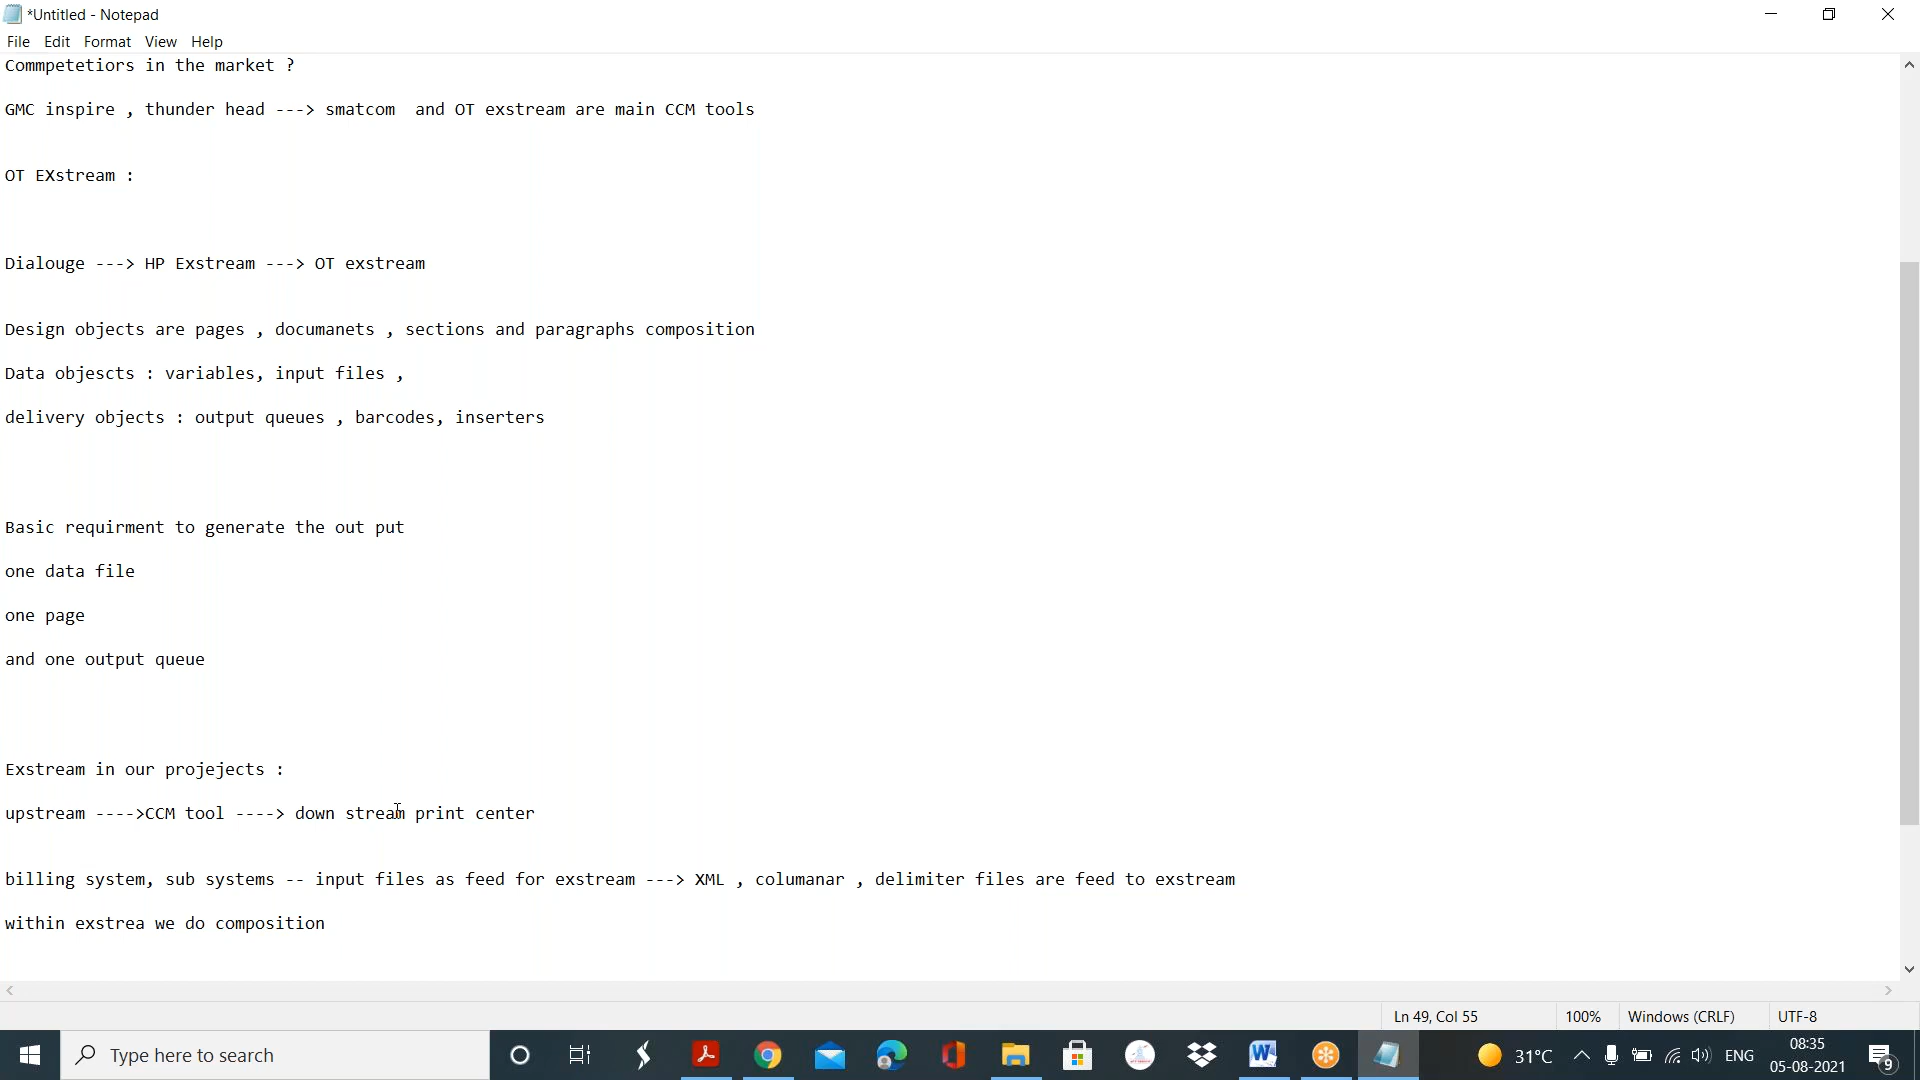 *Untitled - Notepad
File Edit Format View Help
Commpetetiors in the market ?
GMC inspire , thunder head ---> smatcom  and OT exstream are main CCM tools
OT EXstream :
Dialouge ---> HP Exstream ---> OT exstream
Design objects are pages , documanets , sections and paragraphs composition
Data objescts : variables, input files ,
delivery objects : output queues , barcodes, inserters
Basic requirment to generate the out put
one data file
one page
and one output queue
Exstream in our projejects :
upstream ---->CCM tool ----> down stream print center
billing system, sub systems -- input files as feed for exstream ---> XML , columanar , delimiter files are feed to exstream
within exstrea we do composition
Ln 49, Col 55 100% Windows (CRLF) UTF-8
Type here to search
31°C ENG 08:35
05-08-2021
9